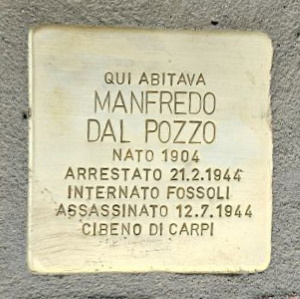 QUI ABITAVA
MANFREDO
DAL POZZO
NATO 1904
ARRESTATO 21.2.1944
INTERNATO FOSSOLI
ASSASSINATO 12.7.1944
CIBENO DI CARPI